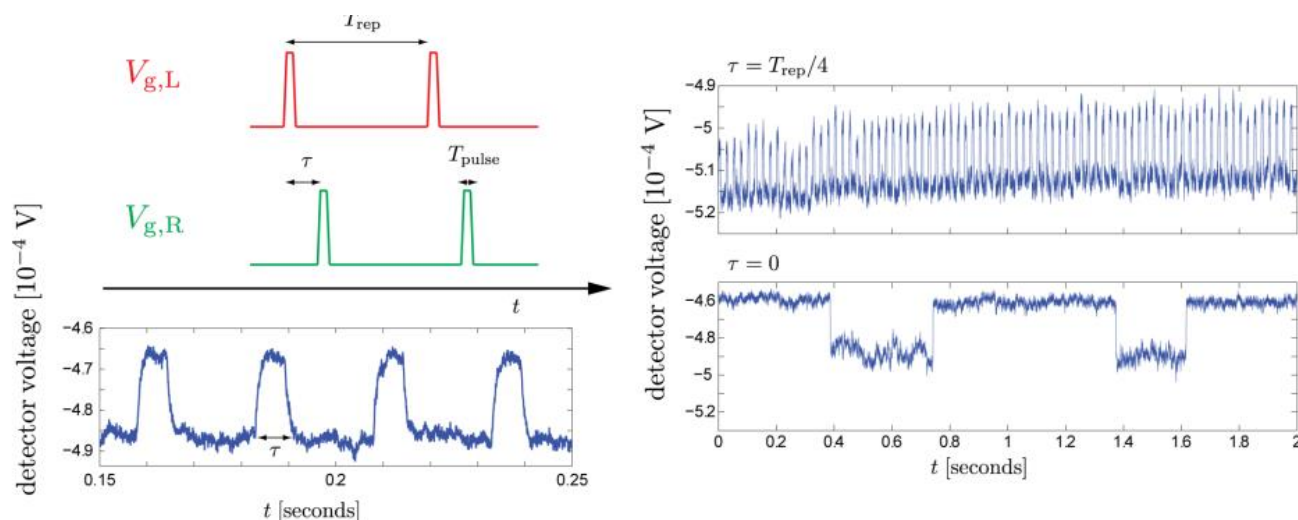 T_rep
V_g,L
τ
T_pulse
V_g,R
t
detector voltage [10⁻⁴ V]
−4.6
−4.7
−4.8
−4.9
τ
0.15
0.2
0.25
t [seconds]
τ = T_rep/4
detector voltage [10⁻⁴ V]
−4.9
−5
−5.1
−5.2
τ = 0
−4.6
−4.8
−5
−5.2
0
0.2
0.4
0.6
0.8
1
1.2
1.4
1.6
1.8
2
t [seconds]